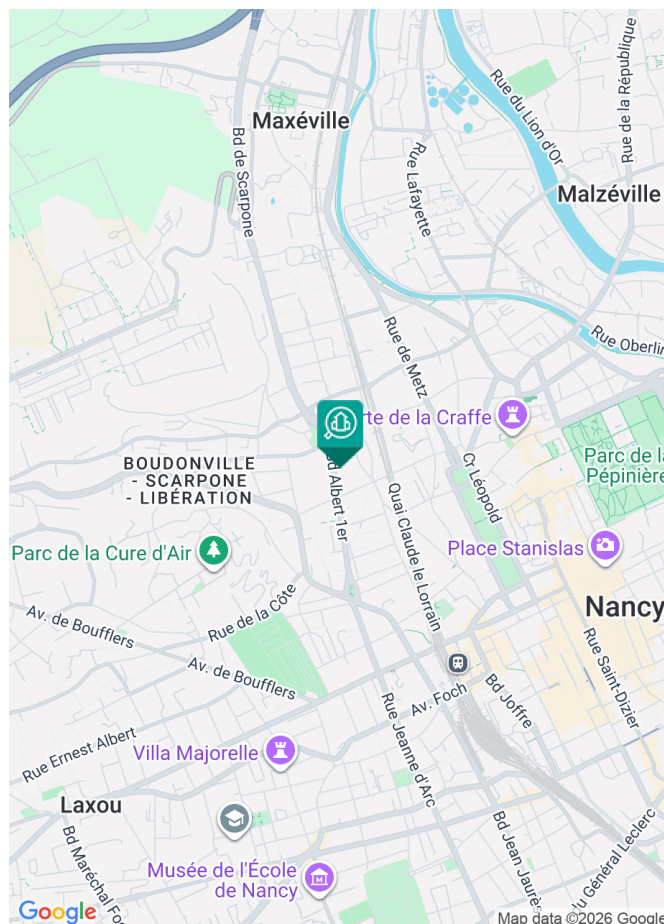 Maxéville
Rue du Lion d'Or
Rue de la République
Bd de Scarpone
Rue Lafayette
Malzéville
Rue Oberlin
Rue de Metz
rte de la Craffe
BOUDONVILLE
- SCARPONE
- LIBÉRATION
Bd Albert 1er
Cr Léopold
Parc de la
Pépinière
Quai Claude le Lorrain
Parc de la Cure d'Air
Place Stanislas
Rue de la Côte
Nancy
Av. de Boufflers
Av. de Boufflers
Rue Saint-Dizier
Av. Foch
Bd Joffre
Rue Ernest Albert
Villa Majorelle
Rue Jeanne d'Arc
Laxou
Bd Maréchal Fo
Bd Jean Jaurès
du Général Leclerc
Musée de l'École
de Nancy
Google
Map data ©2026 Google